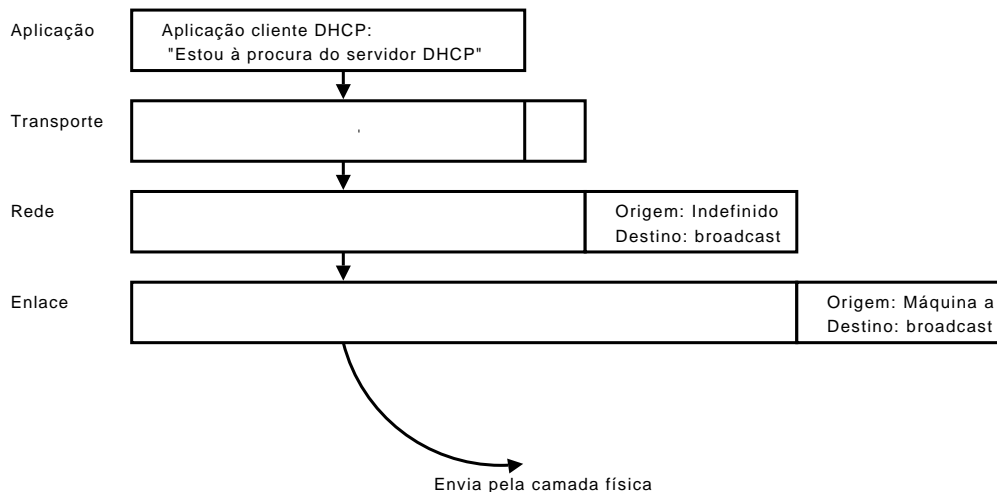 Aplicação
Aplicação cliente DHCP:
"Estou à procura do servidor DHCP"
Transporte
Rede
Origem: Indefinido
Destino: broadcast
Enlace
Origem: Máquina a
Destino: broadcast
Envia pela camada física